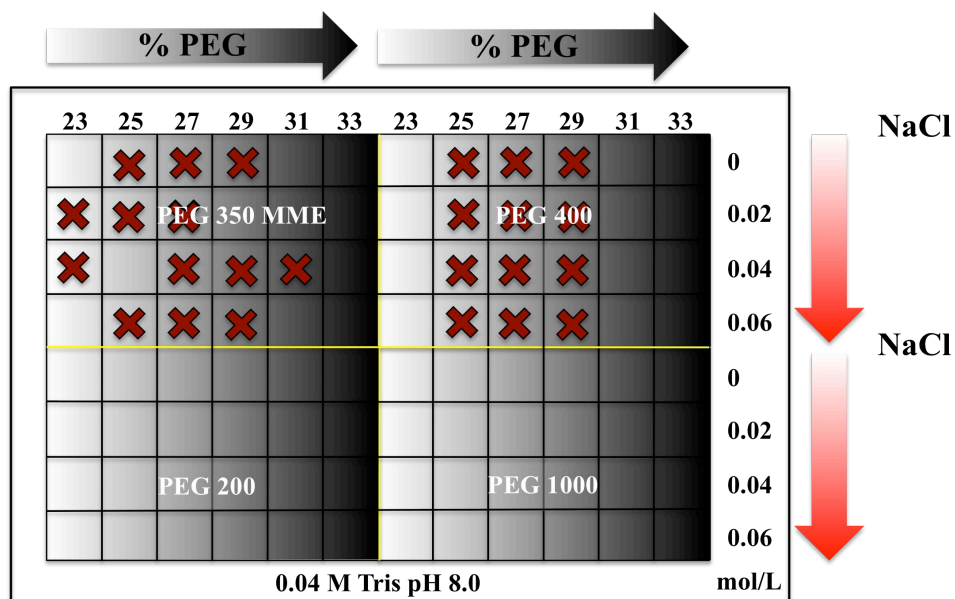 % PEG % PEG
23 25 27 29 31 33 23 25 27 29 31 33
NaCl
0
PEG 350 MME PEG 400 0.02
0.04
0.06
NaCl
0
0.02
PEG 200 PEG 1000 0.04
0.06
0.04 M Tris pH 8.0 mol/L